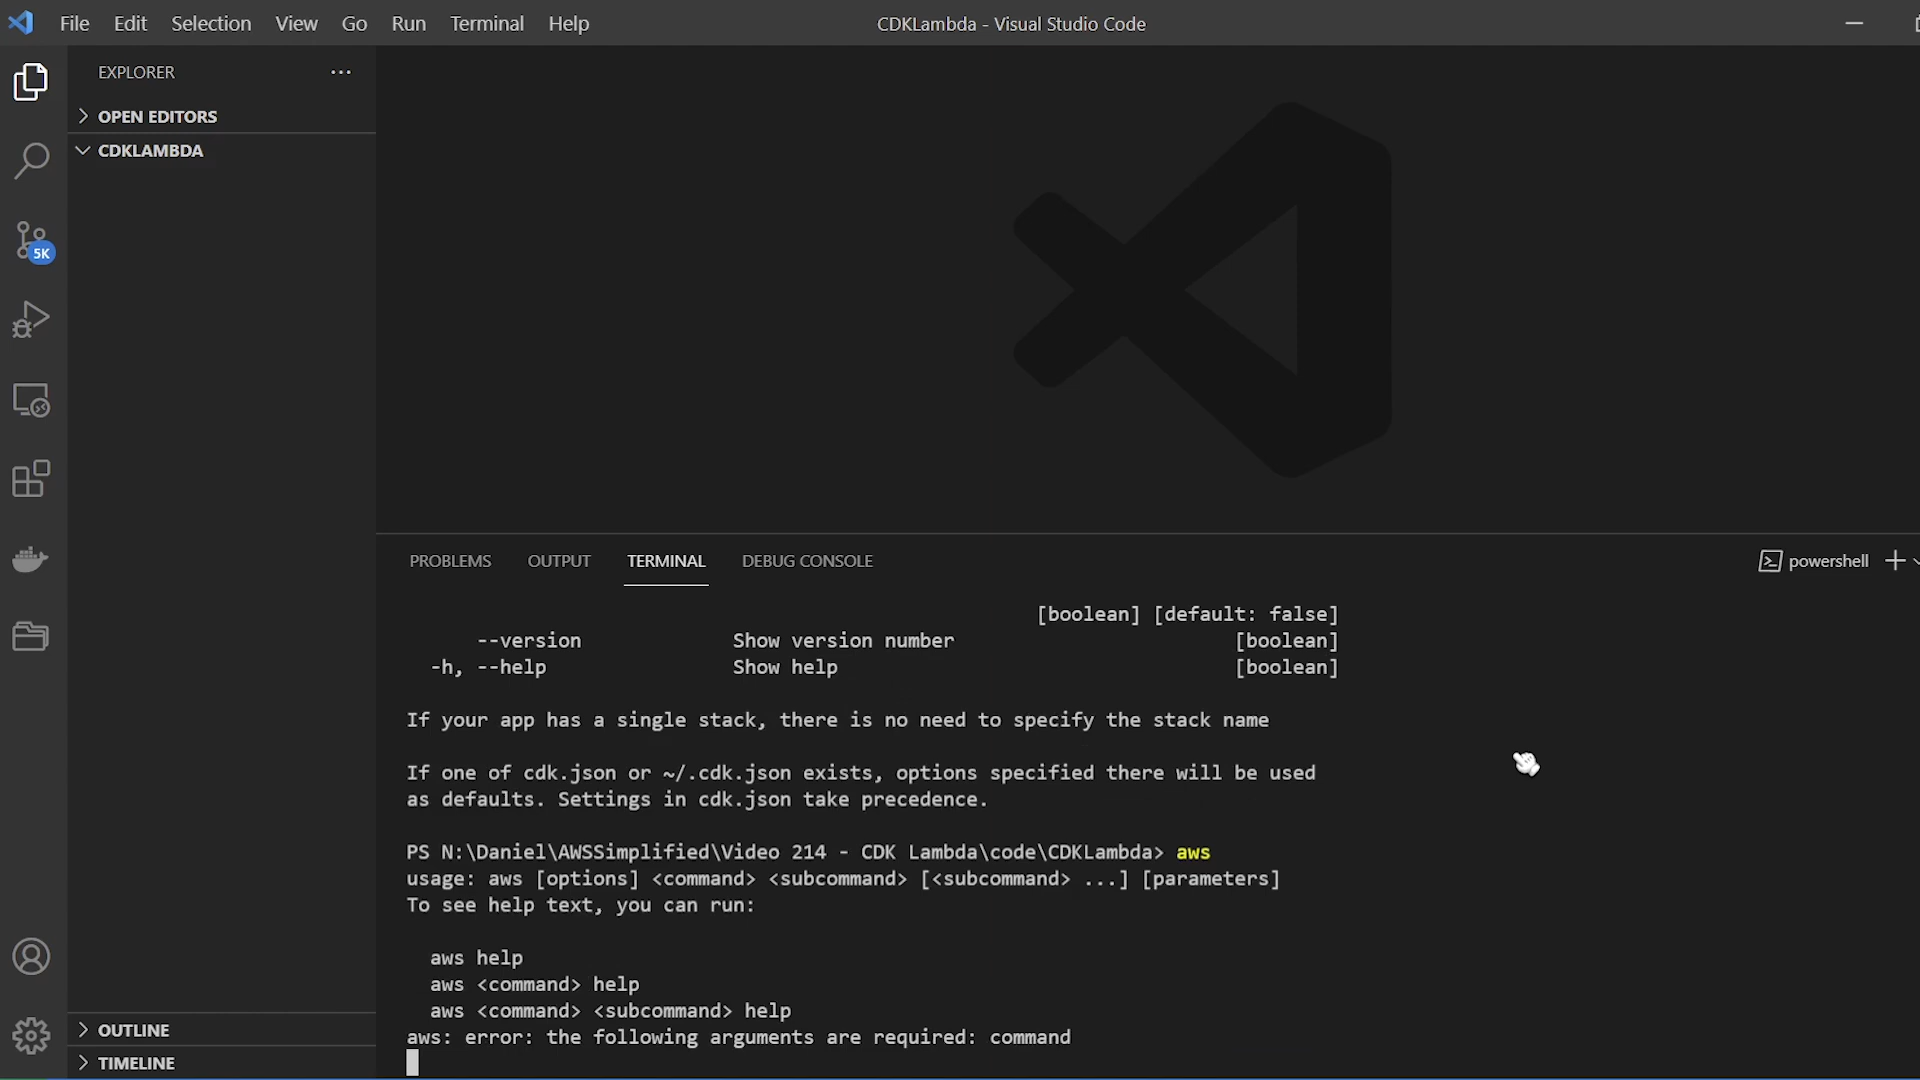 File Edit Selection View Go Run Terminal Help
CDKLambda - Visual Studio Code
EXPLORER
OPEN EDITORS
CDKLAMBDA
5K
OUTLINE
TIMELINE
PROBLEMS OUTPUT TERMINAL DEBUG CONSOLE
powershell
[boolean] [default: false]
--version Show version number [boolean]
-h, --help Show help [boolean]
If your app has a single stack, there is no need to specify the stack name
If one of cdk.json or ~/.cdk.json exists, options specified there will be used
as defaults. Settings in cdk.json take precedence.
PS N:\Daniel\AWSSimplified\Video 214 - CDK Lambda\code\CDKLambda> aws
usage: aws [options] <command> <subcommand> [<subcommand> ...] [parameters]
To see help text, you can run:
aws help
aws <command> help
aws <command> <subcommand> help
aws: error: the following arguments are required: command